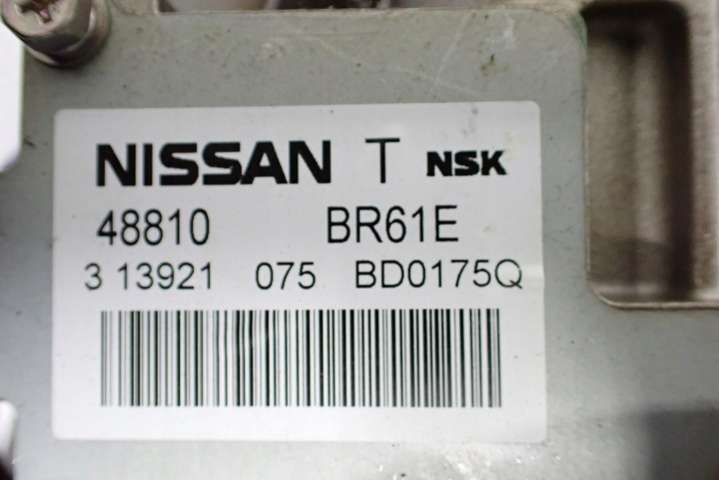 NISSAN T NSK
48810 BR61E
3 13921 075 BD0175Q